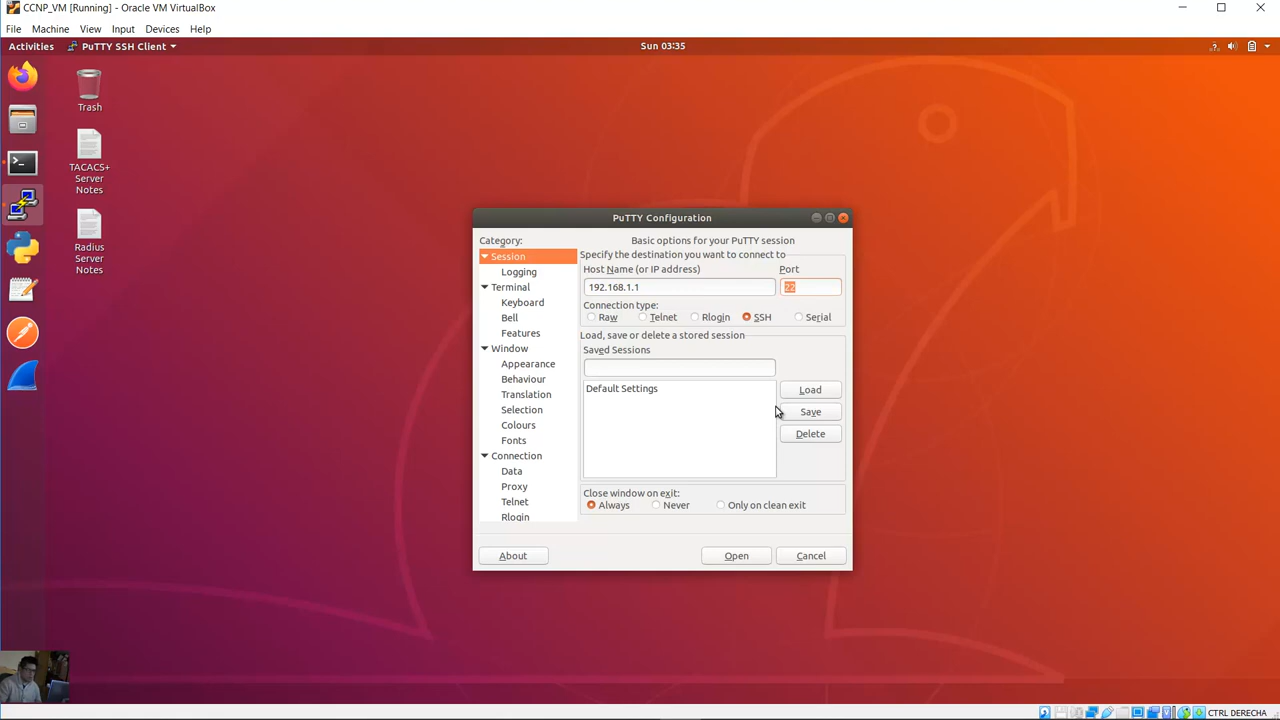 CCNP_VM [Running] - Oracle VM VirtualBox
File Machine View Input Devices Help
Activities PuTTY SSH Client Sun 03:35
Trash
TACACS+
Server
Notes
Radius
Server
Notes
PuTTY Configuration
Category:
Session
Logging
Terminal
Keyboard
Bell
Features
Window
Appearance
Behaviour
Translation
Selection
Colours
Fonts
Connection
Data
Proxy
Telnet
Rlogin
Basic options for your PuTTY session
Specify the destination you want to connect to
Host Name (or IP address) Port
192.168.1.1 22
Connection type:
Raw Telnet Rlogin SSH Serial
Load, save or delete a stored session
Saved Sessions
Default Settings
Load
Save
Delete
Close window on exit:
Always Never Only on clean exit
About Open Cancel
CTRL DERECHA